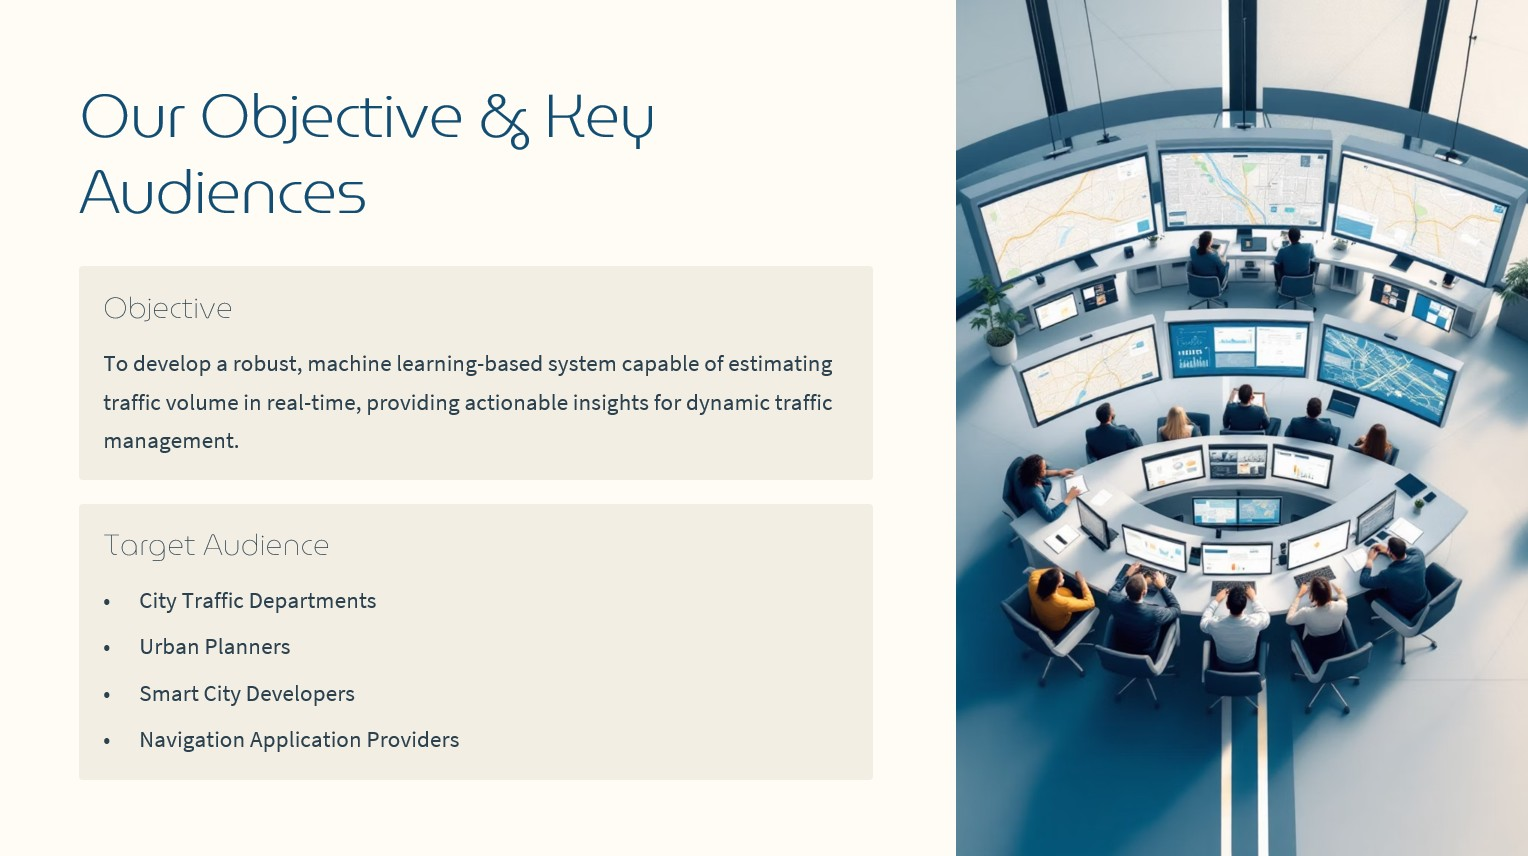 Our Objective & Key
Audiences
Objective
To develop a robust, machine learning-based system capable of estimating
traffic volume in real-time, providing actionable insights for dynamic traffic
management.
Target Audience
• City Traffic Departments
• Urban Planners
• Smart City Developers
• Navigation Application Providers